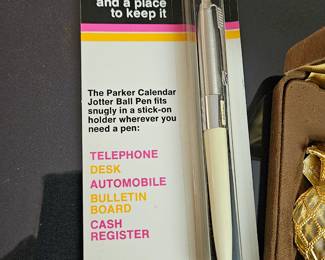 and a place
to keep it
The Parker Calendar
Jotter Ball Pen fits
snugly in a stick-on
holder wherever you
need a pen:
TELEPHONE
DESK
AUTOMOBILE
BULLETIN
BOARD
CASH
REGISTER